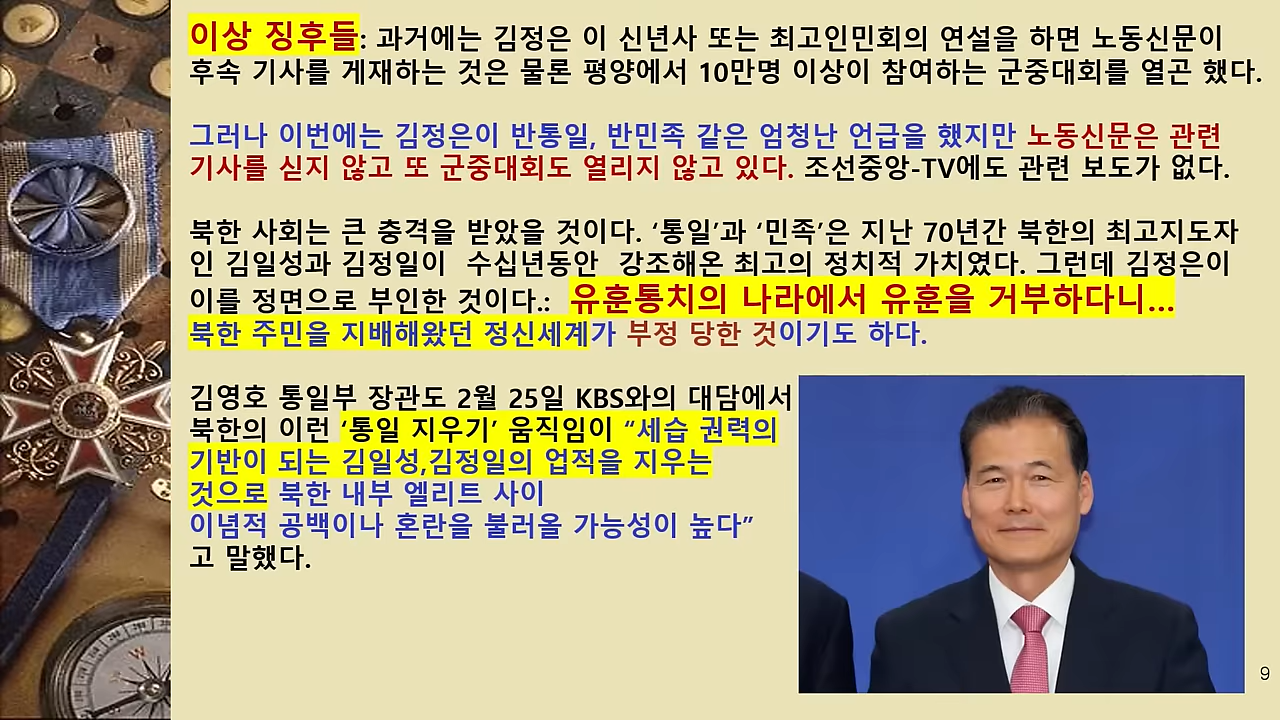 이상 징후들: 과거에는 김정은 이 신년사 또는 최고인민회의 연설을 하면 노동신문이
후속 기사를 게재하는 것은 물론 평양에서 10만명 이상이 참여하는 군중대회를 열곤 했다.
그러나 이번에는 김정은이 반통일, 반민족 같은 엄청난 언급을 했지만 노동신문은 관련
기사를 싣지 않고 또 군중대회도 열리지 않고 있다. 조선중앙-TV에도 관련 보도가 없다.
북한 사회는 큰 충격을 받았을 것이다. ‘통일’과 ‘민족’은 지난 70년간 북한의 최고지도자
인 김일성과 김정일이 수십년동안 강조해온 최고의 정치적 가치였다. 그런데 김정은이
이를 정면으로 부인한 것이다.: 유훈통치의 나라에서 유훈을 거부하다니...
북한 주민을 지배해왔던 정신세계가 부정 당한 것이기도 하다.
김영호 통일부 장관도 2월 25일 KBS와의 대담에서
북한의 이런 ‘통일 지우기’ 움직임이 “세습 권력의
기반이 되는 김일성,김정일의 업적을 지우는
것으로 북한 내부 엘리트 사이
이념적 공백이나 혼란을 불러올 가능성이 높다”
고 말했다.
9